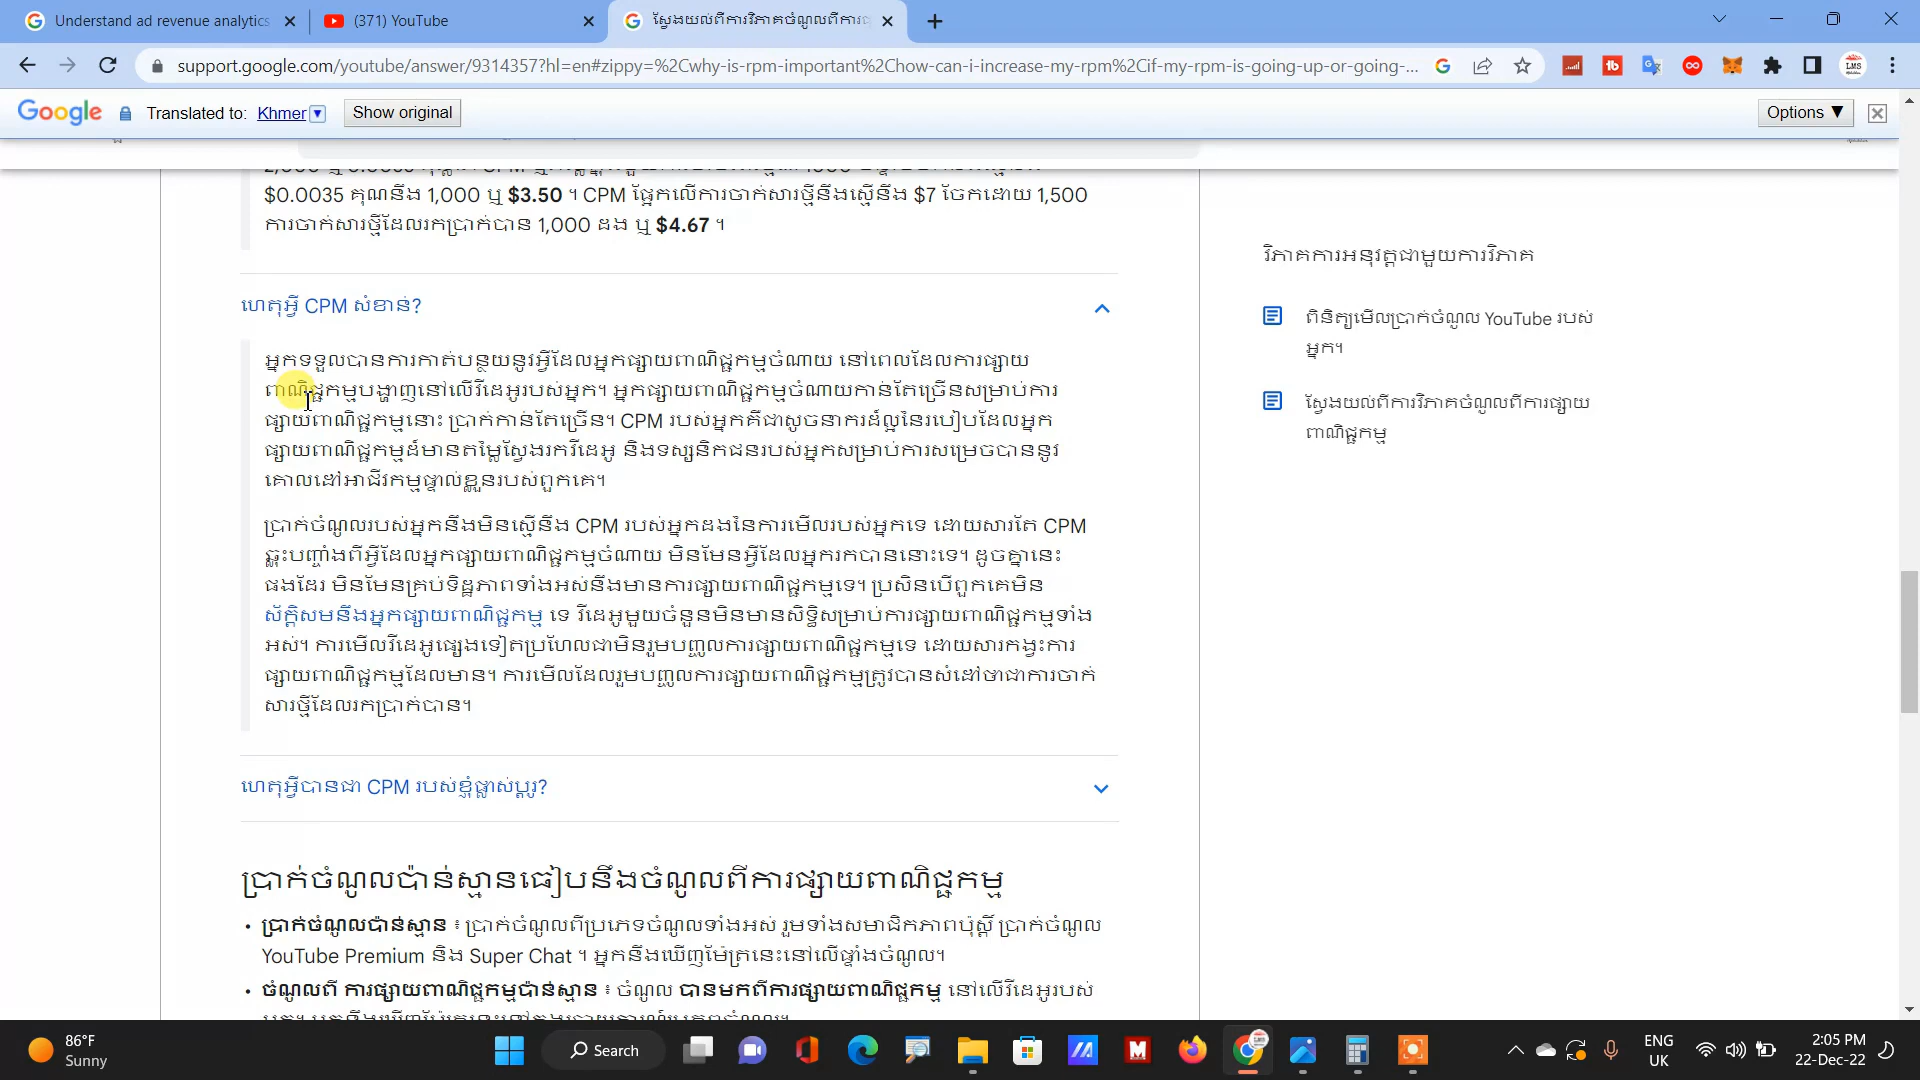 Understand ad revenue analytics
(371) YouTube
ស្វែងយល់ពីការវិភាគចំណូលពីការផ្ស
support.google.com/youtube/answer/9314357?hl=en#zippy=%2Cwhy-is-rpm-important%2Chow-can-i-increase-my-rpm%2Cif-my-rpm-is-going-up-or-going-...
Google Translated to: Khmer Show original Options ▼
$0.0035 គុណនឹង 1,000 ឬ $3.50 ។ CPM ផ្អែកលើការចាក់សារថ្មីនឹងស្មើនឹង $7 ចែកដោយ 1,500
ការចាក់សារថ្មីដែលរកប្រាក់បាន 1,000 ដង ឬ $4.67 ។
ហេតុអ្វី CPM សំខាន់?
អ្នកទទួលបានការកាត់បន្ថយនូវអ្វីដែលអ្នកផ្សាយពាណិជ្ជកម្មចំណាយ នៅពេលដែលការផ្សាយ
ពាណិជ្ជកម្មបង្ហាញនៅលើវីដេអូរបស់អ្នក។ អ្នកផ្សាយពាណិជ្ជកម្មចំណាយកាន់តែច្រើនសម្រាប់ការ
ផ្សាយពាណិជ្ជកម្មនោះ ប្រាក់កាន់តែច្រើន។ CPM របស់អ្នកគឺជាសូចនាករដ៏ល្អនៃរបៀបដែលអ្នក
ផ្សាយពាណិជ្ជកម្មដ៏មានតម្លៃស្វែងរកវីដេអូ និងទស្សនិកជនរបស់អ្នកសម្រាប់ការសម្រេចបាននូវ
គោលដៅអាជីវកម្មផ្ទាល់ខ្លួនរបស់ពួកគេ។
ប្រាក់ចំណូលរបស់អ្នកនឹងមិនស្មើនឹង CPM របស់អ្នកដងនៃការមើលរបស់អ្នកទេ ដោយសារតែ CPM
ឆ្លុះបញ្ចាំងពីអ្វីដែលអ្នកផ្សាយពាណិជ្ជកម្មចំណាយ មិនមែនអ្វីដែលអ្នករកបាននោះទេ។ ដូចគ្នានេះ
ផងដែរ មិនមែនគ្រប់ទិដ្ឋភាពទាំងអស់នឹងមានការផ្សាយពាណិជ្ជកម្មទេ។ ប្រសិនបើពួកគេមិន
ស័ក្តិសមនឹងអ្នកផ្សាយពាណិជ្ជកម្ម ទេ វីដេអូមួយចំនួនមិនមានសិទ្ធិសម្រាប់ការផ្សាយពាណិជ្ជកម្មទាំង
អស់។ ការមើលវីដេអូផ្សេងទៀតប្រហែលជាមិនរួមបញ្ចូលការផ្សាយពាណិជ្ជកម្មទេ ដោយសារកង្វះការ
ផ្សាយពាណិជ្ជកម្មដែលមាន។ ការមើលដែលរួមបញ្ចូលការផ្សាយពាណិជ្ជកម្មត្រូវបានសំដៅថាជាការចាក់
សារថ្មីដែលរកប្រាក់បាន។
ហេតុអ្វីបានជា CPM របស់ខ្ញុំផ្លាស់ប្តូរ?
ប្រាក់ចំណូលប៉ាន់ស្មានធៀបនឹងចំណូលពីការផ្សាយពាណិជ្ជកម្ម
• ប្រាក់ចំណូលប៉ាន់ស្មាន ៖ ប្រាក់ចំណូលពីប្រភេទចំណូលទាំងអស់ រួមទាំងសមាជិកភាពប៉ុស្តិ៍ ប្រាក់ចំណូល
YouTube Premium និង Super Chat ។ អ្នកនឹងឃើញម៉ែត្រនេះនៅលើផ្ទាំងចំណូល។
• ចំណូលពី ការផ្សាយពាណិជ្ជកម្មប៉ាន់ស្មាន ៖ ចំណូល បានមកពីការផ្សាយពាណិជ្ជកម្ម នៅលើវីដេអូរបស់
វិភាគការអនុវត្តជាមួយការវិភាគ
ពិនិត្យមើលប្រាក់ចំណូល YouTube របស់
អ្នក។
ស្វែងយល់ពីការវិភាគចំណូលពីការផ្សាយ
ពាណិជ្ជកម្ម
86°F
Sunny
Search
ENG
UK
2:05 PM
22-Dec-22